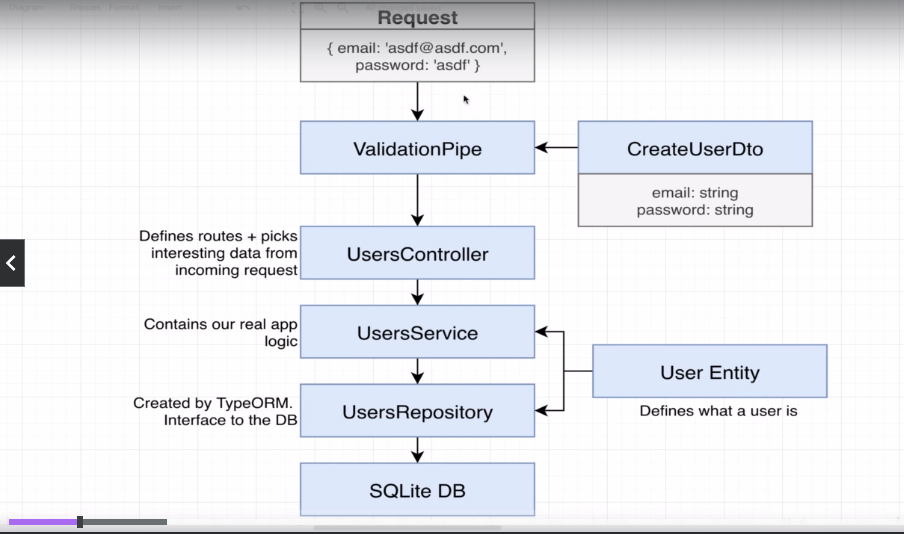 Request
{ email: 'asdf@asdf.com',
password: 'asdf' }
ValidationPipe
CreateUserDto
email: string
password: string
Defines routes + picks
interesting data from
incoming request
UsersController
Contains our real app
logic
UsersService
User Entity
Defines what a user is
Created by TypeORM.
Interface to the DB
UsersRepository
SQLite DB